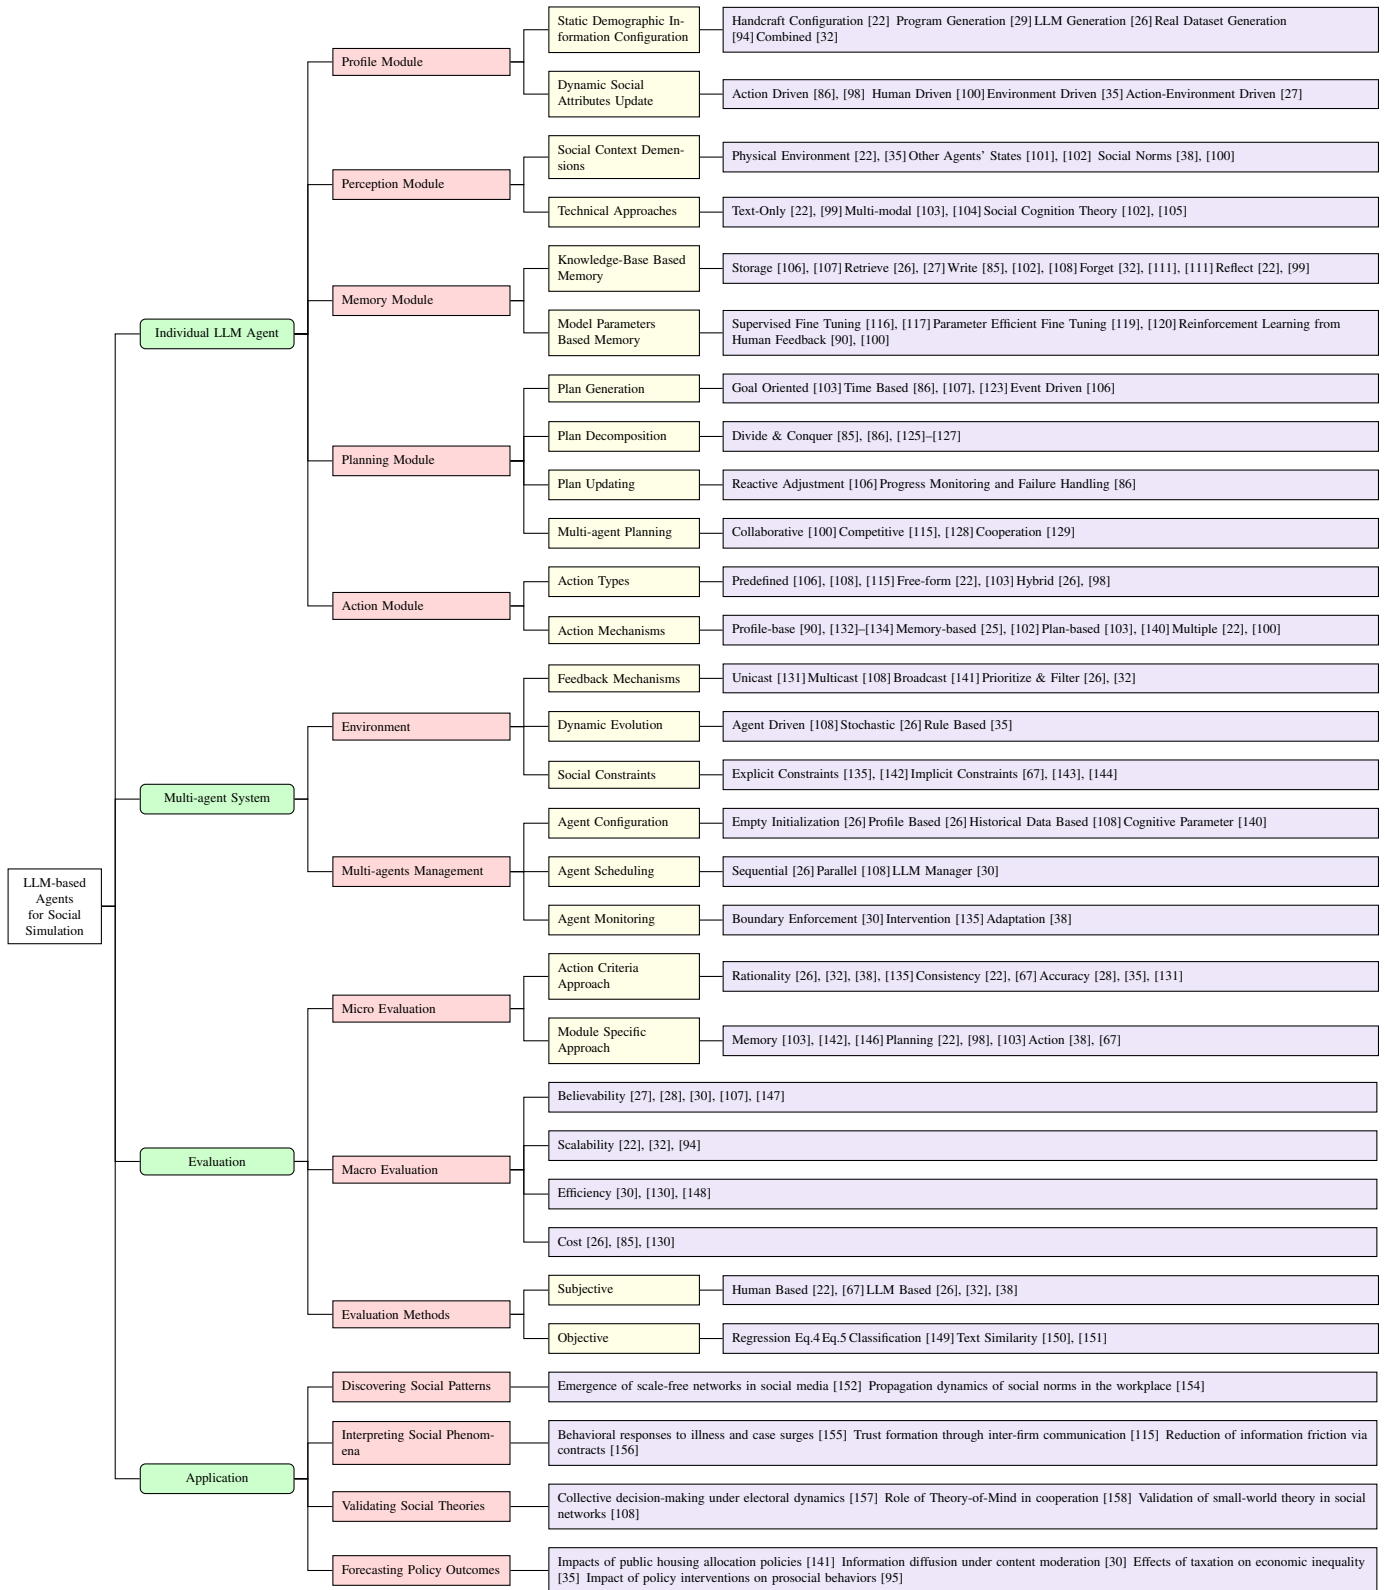 Static Demographic In-
formation Configuration
Handcraft Configuration [22] Program Generation [29] LLM Generation [26] Real Dataset Generation
[94] Combined [32]
Profile Module
Dynamic Social
Attributes Update
Action Driven [86], [98] Human Driven [100] Environment Driven [35] Action-Environment Driven [27]
Social Context Demen-
sions
Physical Environment [22], [35] Other Agents' States [101], [102] Social Norms [38], [100]
Perception Module
Technical Approaches
Text-Only [22], [99] Multi-modal [103], [104] Social Cognition Theory [102], [105]
Knowledge-Base Based
Memory
Storage [106], [107] Retrieve [26], [27] Write [85], [102], [108] Forget [32], [111], [111] Reflect [22], [99]
Memory Module
Model Parameters
Based Memory
Supervised Fine Tuning [116], [117] Parameter Efficient Fine Tuning [119], [120] Reinforcement Learning from
Human Feedback [90], [100]
Individual LLM Agent
Plan Generation
Goal Oriented [103] Time Based [86], [107], [123] Event Driven [106]
Plan Decomposition
Divide & Conquer [85], [86], [125]–[127]
Planning Module
Plan Updating
Reactive Adjustment [106] Progress Monitoring and Failure Handling [86]
Multi-agent Planning
Collaborative [100] Competitive [115], [128] Cooperation [129]
Action Types
Predefined [106], [108], [115] Free-form [22], [103] Hybrid [26], [98]
Action Module
Action Mechanisms
Profile-base [90], [132]–[134] Memory-based [25], [102] Plan-based [103], [140] Multiple [22], [100]
Feedback Mechanisms
Unicast [131] Multicast [108] Broadcast [141] Prioritize & Filter [26], [32]
Environment
Dynamic Evolution
Agent Driven [108] Stochastic [26] Rule Based [35]
Social Constraints
Explicit Constraints [135], [142] Implicit Constraints [67], [143], [144]
Multi-agent System
Agent Configuration
Empty Initialization [26] Profile Based [26] Historical Data Based [108] Cognitive Parameter [140]
Multi-agents Management
Agent Scheduling
Sequential [26] Parallel [108] LLM Manager [30]
Agent Monitoring
Boundary Enforcement [30] Intervention [135] Adaptation [38]
LLM-based
Agents
for Social
Simulation
Action Criteria
Approach
Rationality [26], [32], [38], [135] Consistency [22], [67] Accuracy [28], [35], [131]
Micro Evaluation
Module Specific
Approach
Memory [103], [142], [146] Planning [22], [98], [103] Action [38], [67]
Believability [27], [28], [30], [107], [147]
Scalability [22], [32], [94]
Evaluation
Macro Evaluation
Efficiency [30], [130], [148]
Cost [26], [85], [130]
Subjective
Human Based [22], [67] LLM Based [26], [32], [38]
Evaluation Methods
Objective
Regression Eq.4 Eq.5 Classification [149] Text Similarity [150], [151]
Discovering Social Patterns
Emergence of scale-free networks in social media [152] Propagation dynamics of social norms in the workplace [154]
Interpreting Social Phenom-
ena
Behavioral responses to illness and case surges [155] Trust formation through inter-firm communication [115] Reduction of information friction via
contracts [156]
Application
Validating Social Theories
Collective decision-making under electoral dynamics [157] Role of Theory-of-Mind in cooperation [158] Validation of small-world theory in social
networks [108]
Forecasting Policy Outcomes
Impacts of public housing allocation policies [141] Information diffusion under content moderation [30] Effects of taxation on economic inequality
[35] Impact of policy interventions on prosocial behaviors [95]